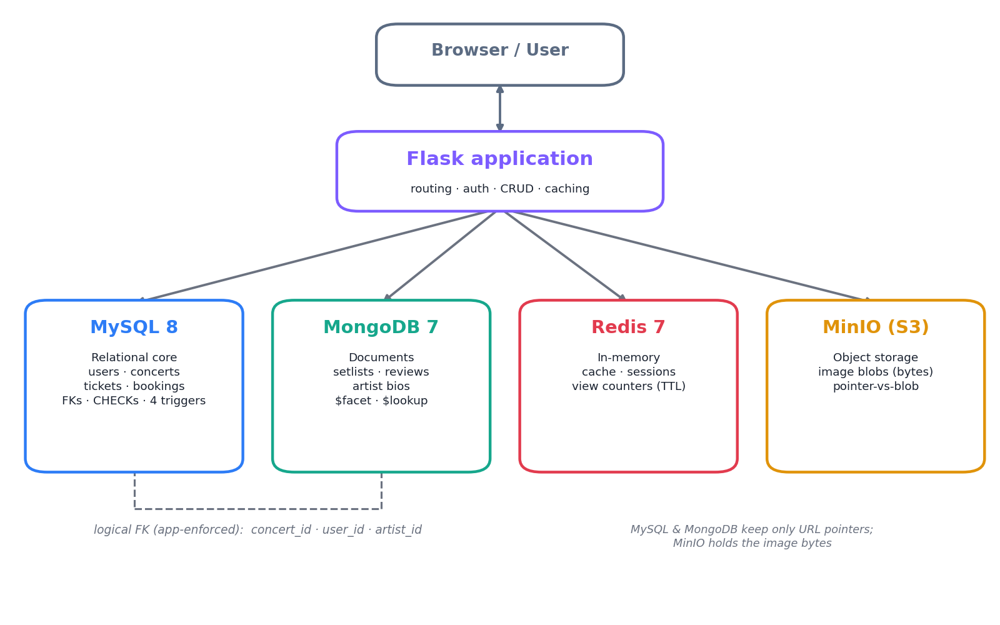 Browser / User
Flask application
routing · auth · CRUD · caching
MySQL 8
Relational core
users · concerts
tickets · bookings
FKs · CHECKs · 4 triggers
MongoDB 7
Documents
setlists · reviews
artist bios
$facet · $lookup
Redis 7
In-memory
cache · sessions
view counters (TTL)
MinIO (S3)
Object storage
image blobs (bytes)
pointer-vs-blob
logical FK (app-enforced):  concert_id · user_id · artist_id
MySQL & MongoDB keep only URL pointers;
MinIO holds the image bytes